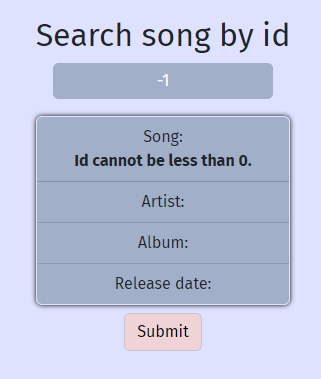 Search song by id
-1
Song:
Id cannot be less than 0.
Artist:
Album:
Release date:
Submit